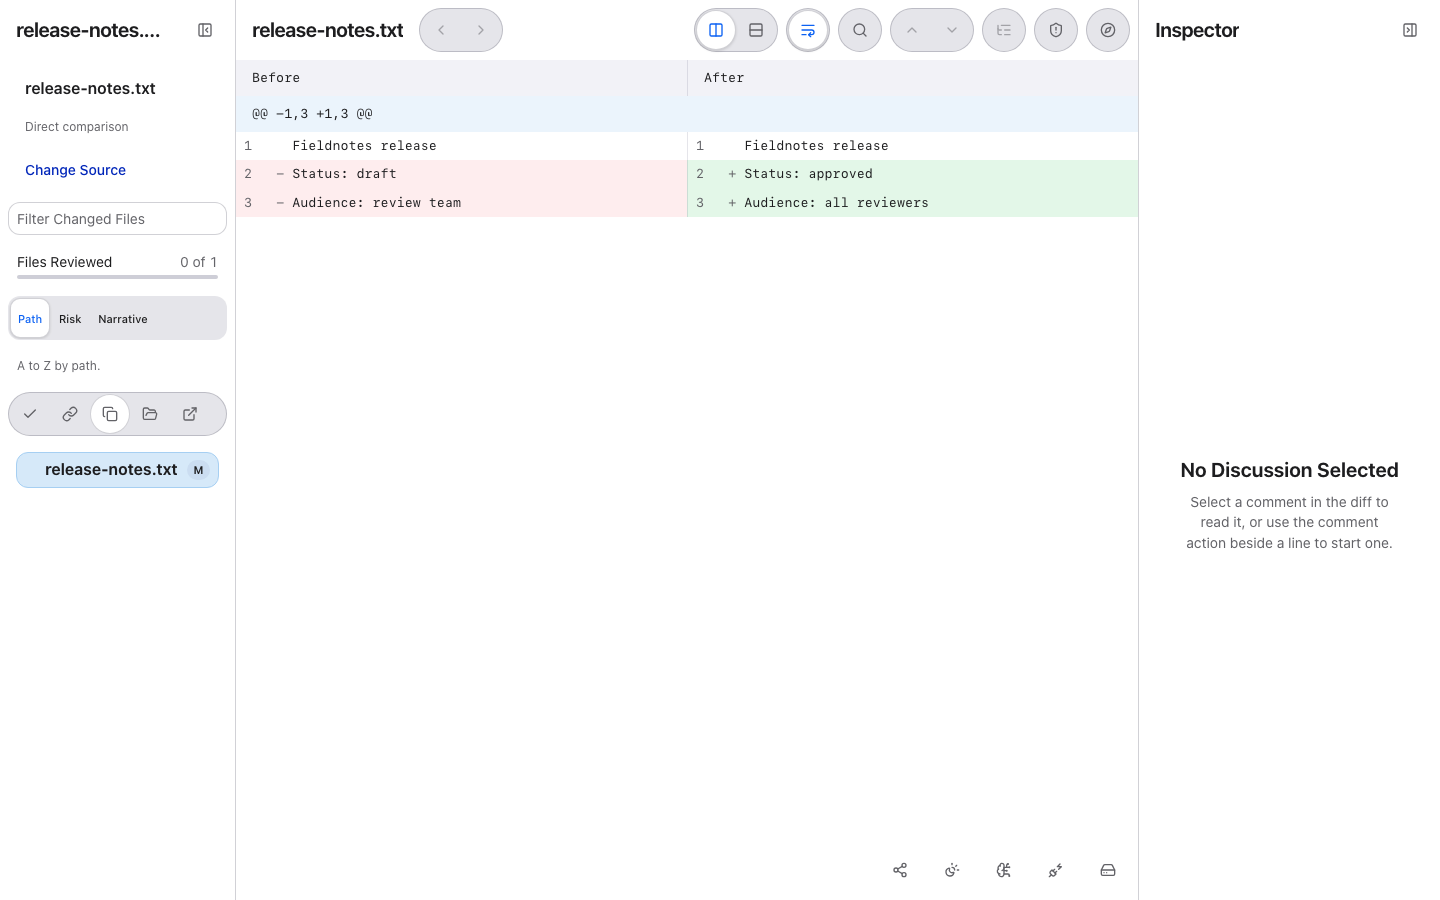 release-notes....
release-notes.txt
Direct comparison
Change Source
Filter Changed Files
Files Reviewed 0 of 1
Path Risk Narrative
A to Z by path.
release-notes.txt M
release-notes.txt
Before After
@@ −1,3 +1,3 @@
1 Fieldnotes release 1 Fieldnotes release
2 − Status: draft 2 + Status: approved
3 − Audience: review team 3 + Audience: all reviewers
Inspector
No Discussion Selected
Select a comment in the diff to
read it, or use the comment
action beside a line to start one.